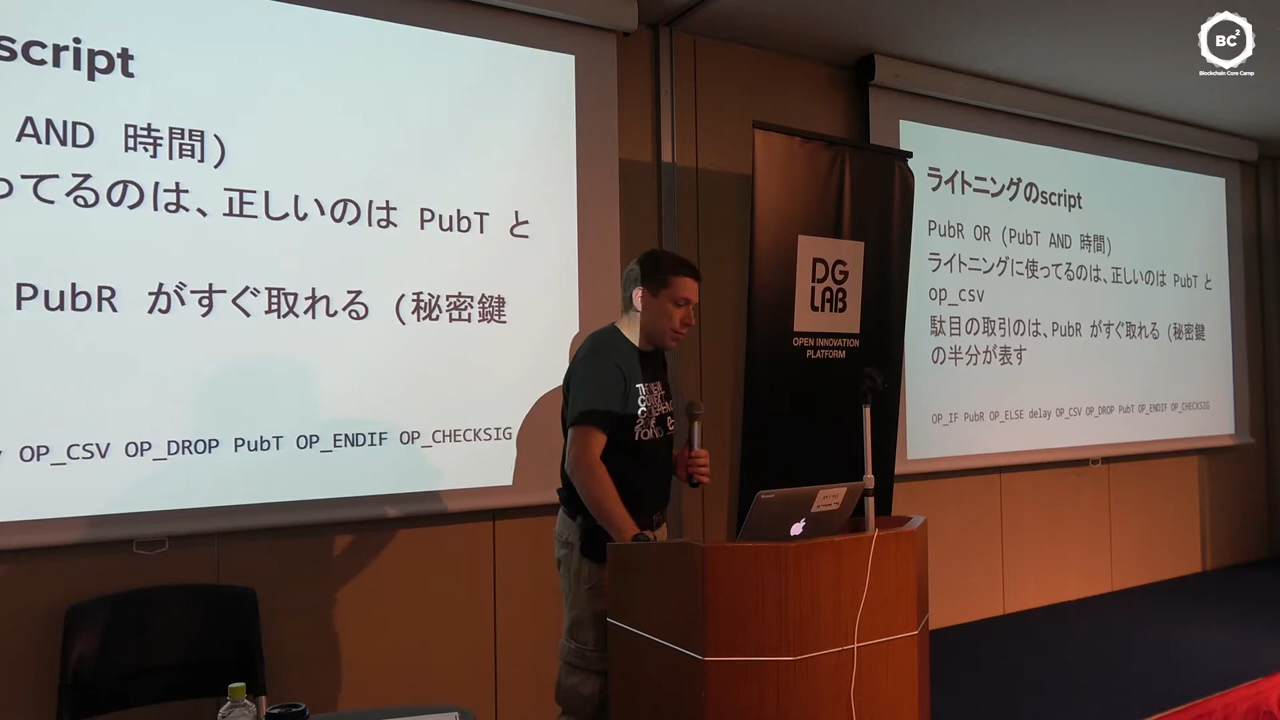 script
AND 時間)
ってるのは、正しいのは PubT と
PubR がすぐ取れる (秘密鍵
OP_CSV OP_DROP PubT OP_ENDIF OP_CHECKSIG
DG
LAB
OPEN INNOVATION
PLATFORM
ライトニングのscript
PubR OR (PubT AND 時間)
ライトニングに使ってるのは、正しいのは PubT と
op_csv
駄目の取引のは、PubR がすぐ取れる (秘密鍵
の半分が表す
OP_IF PubR OP_ELSE delay OP_CSV OP_DROP PubT OP_ENDIF OP_CHECKSIG
BC2
Blockchain Core Camp